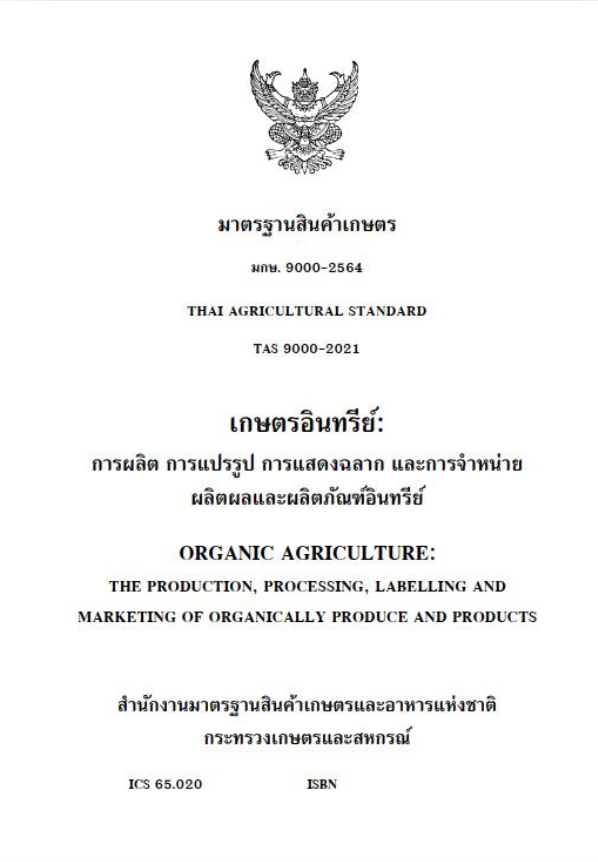 มาตรฐานสินค้าเกษตร
มกษ. 9000-2564
THAI AGRICULTURAL STANDARD
TAS 9000-2021
เกษตรอินทรีย์:
การผลิต การแปรรูป การแสดงฉลาก และการจำหน่าย
ผลิตผลและผลิตภัณฑ์อินทรีย์
ORGANIC AGRICULTURE:
THE PRODUCTION, PROCESSING, LABELLING AND
MARKETING OF ORGANICALLY PRODUCE AND PRODUCTS
สำนักงานมาตรฐานสินค้าเกษตรและอาหารแห่งชาติ
กระทรวงเกษตรและสหกรณ์
ICS 65.020 ISBN